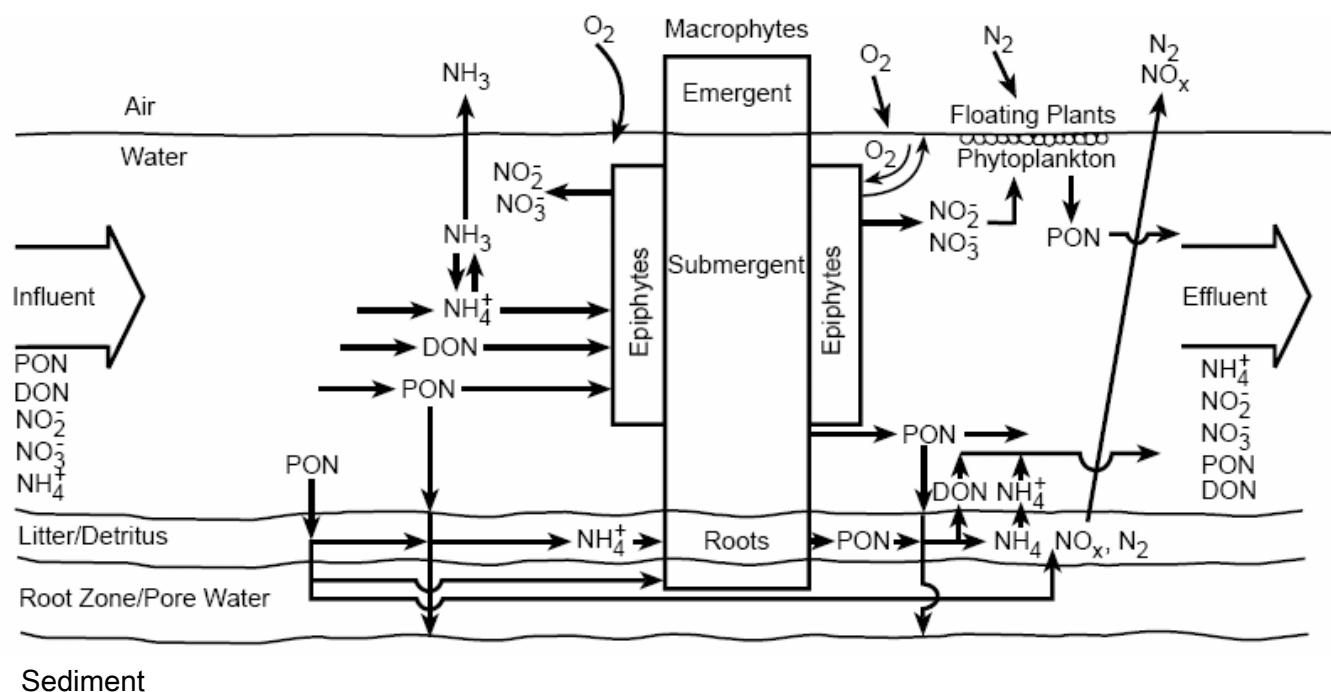 O₂
Macrophytes
O₂
N₂
N₂
NOₓ
NH₃
Emergent
Air
Floating Plants
Water
O₂
Phytoplankton
NO₂⁻
NO₃⁻
NO₂⁻
NO₃⁻
PON
NH₃
Epiphytes
Submergent
Epiphytes
Influent
NH₄⁺
Effluent
DON
PON
PON
DON
NO₂⁻
NO₃⁻
NH₄⁺
NH₄⁺
NO₂⁻
NO₃⁻
PON
DON
PON
PON
DON
NH₄⁺
Litter/Detritus
NH₄⁺
Roots
PON
NH₄
NOₓ, N₂
Root Zone/Pore Water
Sediment